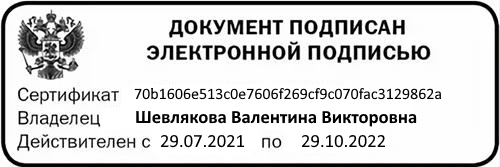 ДОКУМЕНТ ПОДПИСАН
ЭЛЕКТРОННОЙ ПОДПИСЬЮ
Сертификат 70b1606e513c0e7606f269cf9c070fac3129862a
Владелец Шевлякова Валентина Викторовна
Действителен с 29.07.2021 по 29.10.2022